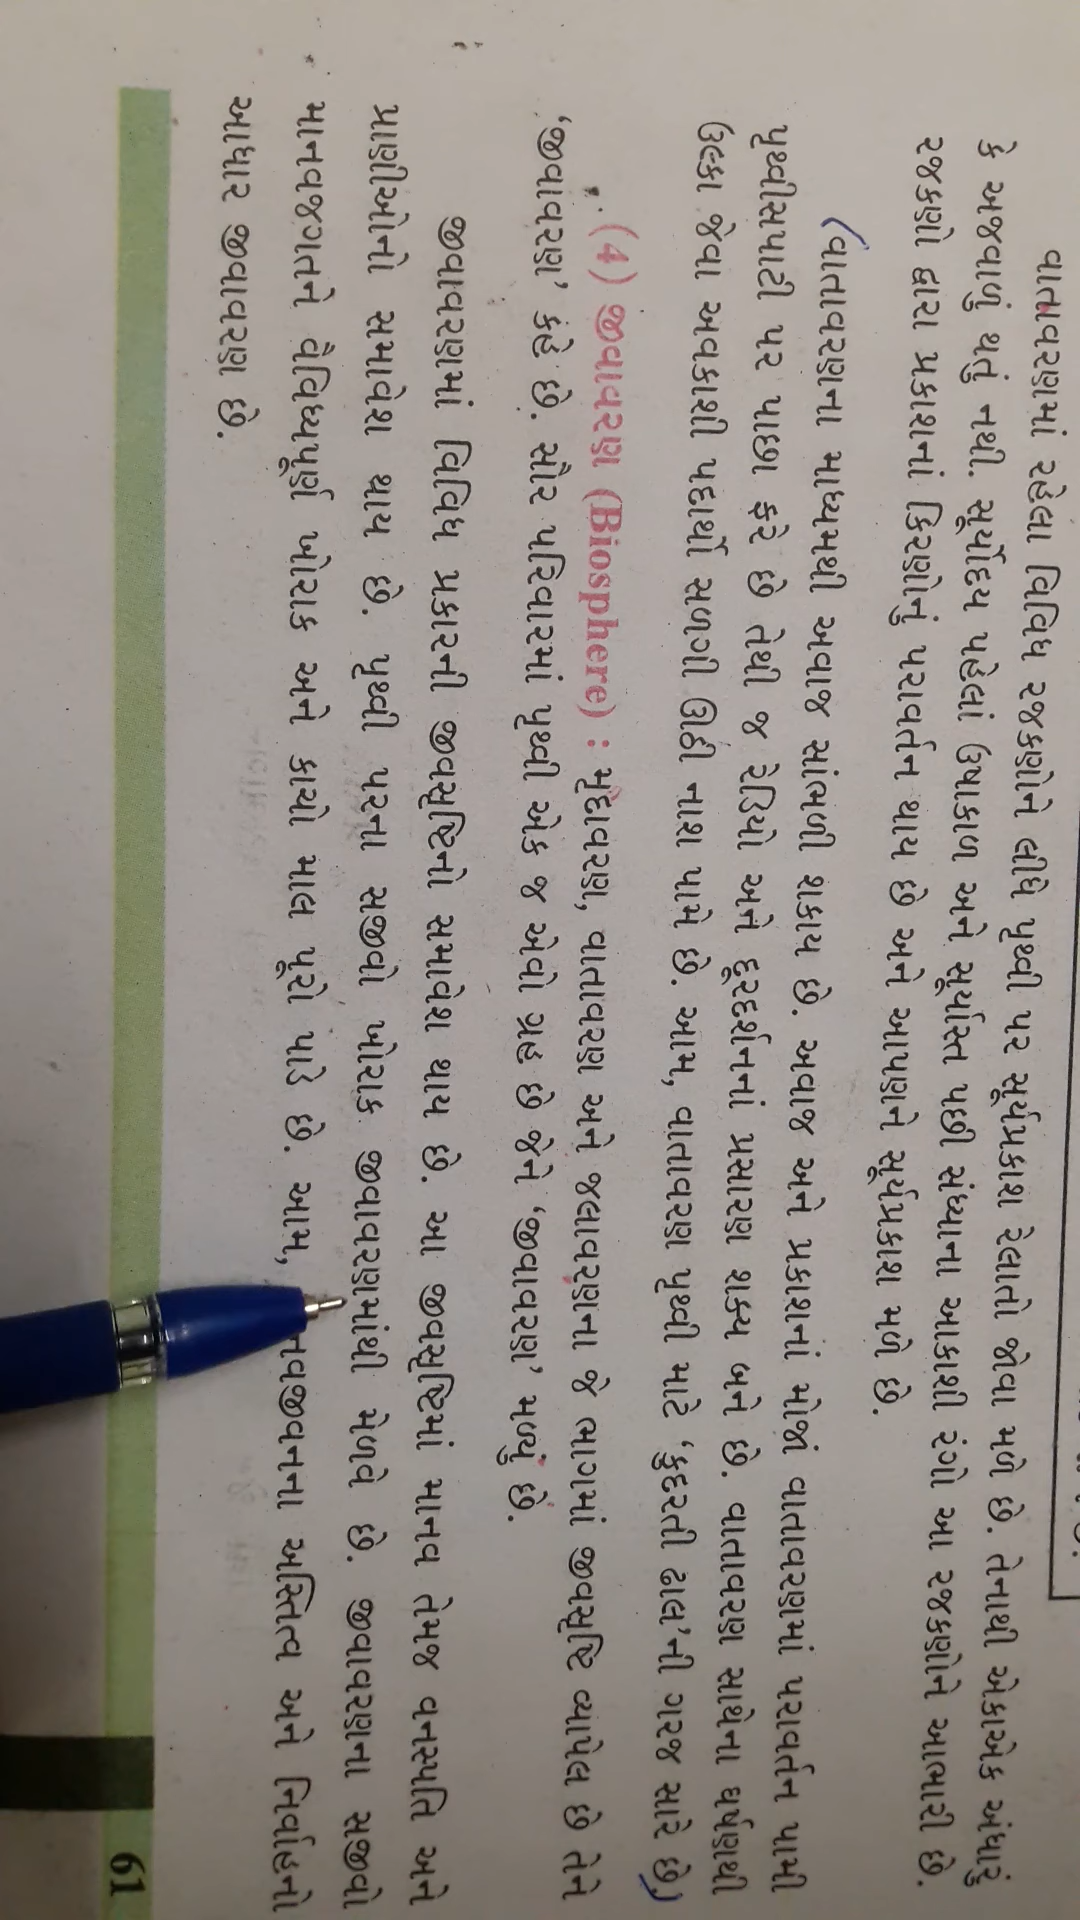 વાતાવરણમાં રહેલા વિવિધ રજકણોને લીધે પૃથ્વી પર સૂર્યપ્રકાશ રેલાતો જોવા મળે છે. તેનાથી એકાએક અંધારું
કે અજવાળું થતું નથી. સૂર્યોદય પહેલાં ઉષાકાળ અને સૂર્યાસ્ત પછી સંધ્યાના આકાશી રંગો આ રજકણોને આભારી છે.
રજકણો દ્વારા પ્રકાશનાં કિરણોનું પરાવર્તન થાય છે અને આપણને સૂર્યપ્રકાશ મળે છે.
(વાતાવરણના માધ્યમથી અવાજ સાંભળી શકાય છે. અવાજ અને પ્રકાશનાં મોજાં વાતાવરણમાં પરાવર્તન પામી
પૃથ્વીસપાટી પર પાછા ફરે છે તેથી જ રેડિયો અને દૂરદર્શનનાં પ્રસારણ શક્ય બને છે. વાતાવરણ સાથેના ઘર્ષણથી
ઉલ્કા જેવા અવકાશી પદાર્થો સળગી ઊઠી નાશ પામે છે. આમ, વાતાવરણ પૃથ્વી માટે ‘કુદરતી ઢાલ’ની ગરજ સારે છે.)
(4) જીવાવરણ (Biosphere) : મૃદાવરણ, વાતાવરણ અને જલાવરણના જે ભાગમાં જીવસૃષ્ટિ વ્યાપેલ છે તેને
‘જીવાવરણ’ કહે છે. સૌર પરિવારમાં પૃથ્વી એક જ એવો ગ્રહ છે જેને ‘જીવાવરણ’ મળ્યું છે.
જીવાવરણમાં વિવિધ પ્રકારની જીવસૃષ્ટિનો સમાવેશ થાય છે. આ જીવસૃષ્ટિમાં માનવ તેમજ વનસ્પતિ અને
પ્રાણીઓનો સમાવેશ થાય છે. પૃથ્વી પરના સજીવો ખોરાક જીવાવરણમાંથી મેળવે છે. જીવાવરણના સજીવો
માનવજગતને વૈવિધ્યપૂર્ણ ખોરાક અને કાચો માલ પૂરો પાડે છે. આમ, નવજીવનના અસ્તિત્વ અને નિર્વાહનો
આધાર જીવાવરણ છે.
61